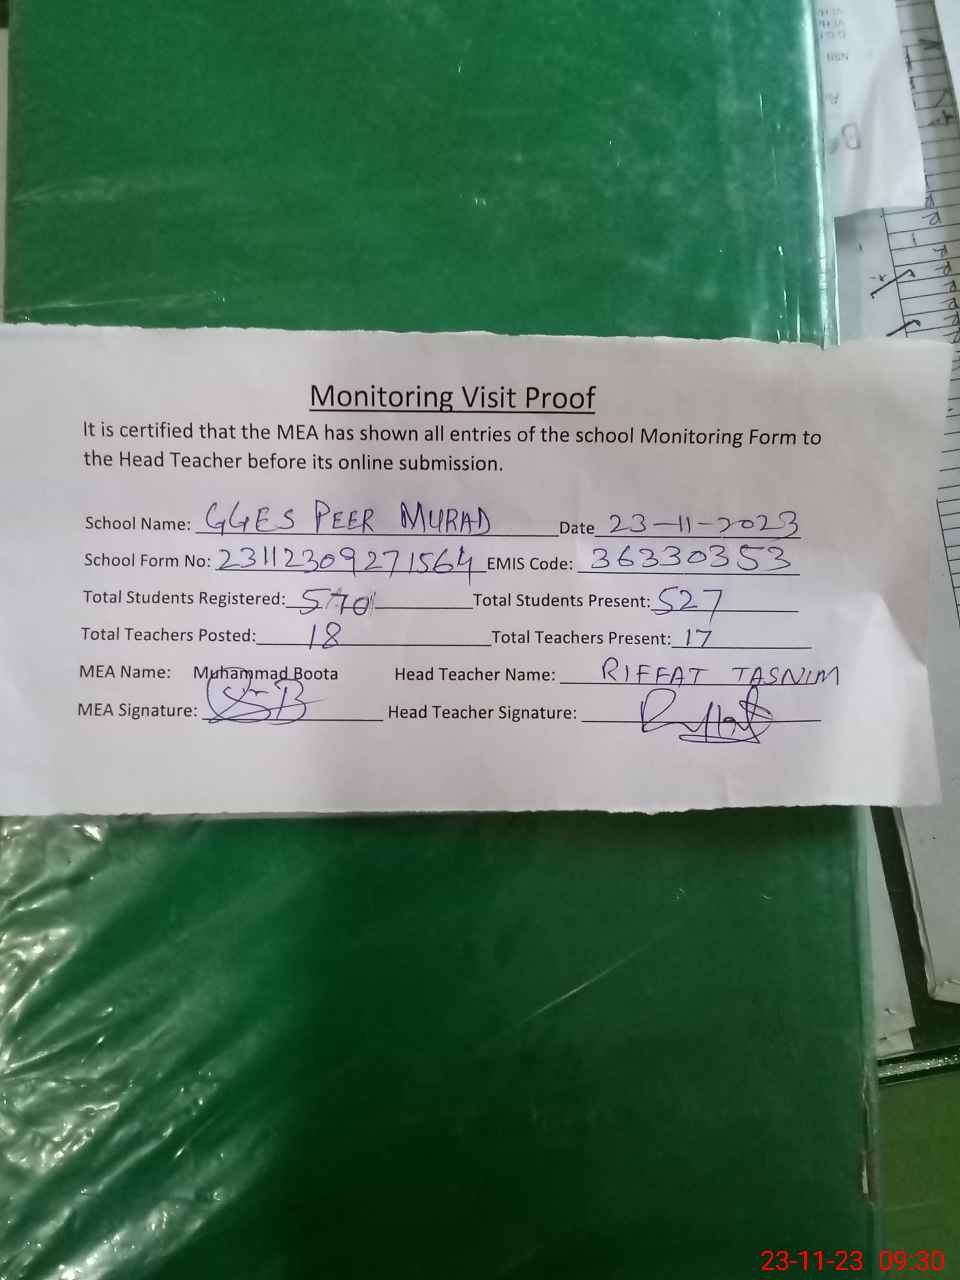 Monitoring Visit Proof
It is certified that the MEA has shown all entries of the school Monitoring Form to
the Head Teacher before its online submission.
School Name: GGES PEER MURAD Date 23-11-2023
School Form No: 23112309271564 EMIS Code: 36330353
Total Students Registered: 570 Total Students Present: 527
Total Teachers Posted: 18 Total Teachers Present: 17
MEA Name: Muhammad Boota Head Teacher Name: RIFFAT TASNIM
MEA Signature: Head Teacher Signature:
23-11-23 09:30